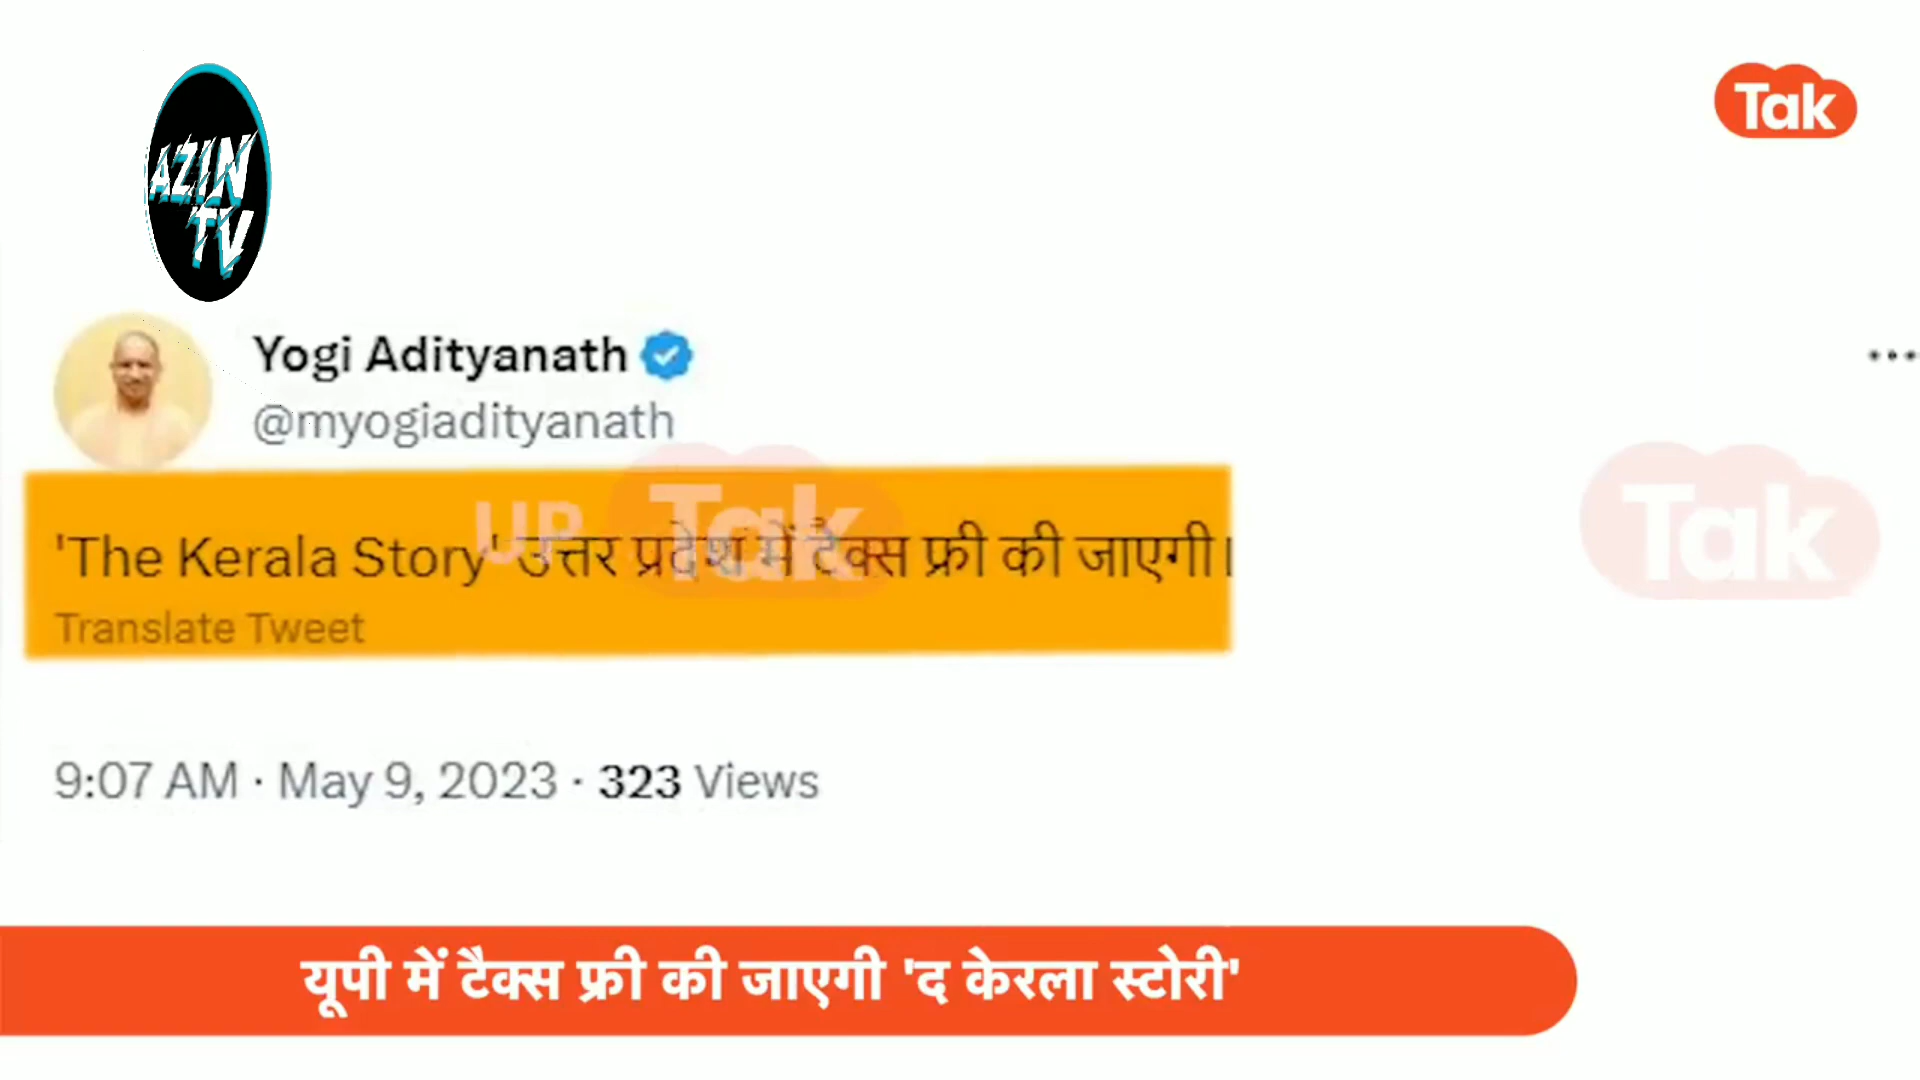 AZIN
TV
Tak
Yogi Adityanath
@myogiadityanath
'The Kerala Story' उत्तर प्रदेश में टैक्स फ्री की जाएगी।
UP Tak
Tak
Translate Tweet
9:07 AM · May 9, 2023 · 323 Views
यूपी में टैक्स फ्री की जाएगी 'द केरला स्टोरी'